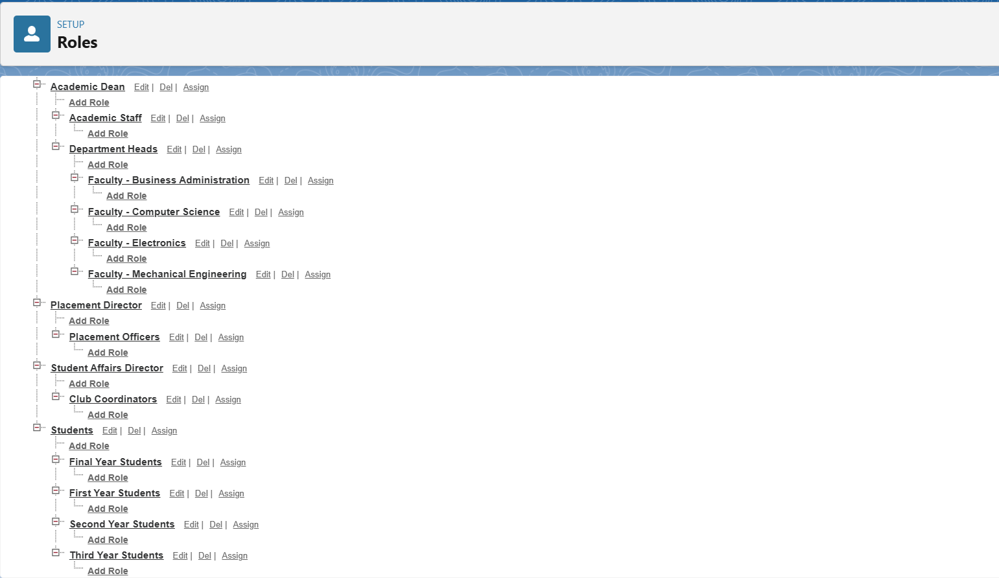 SETUP
Roles
Academic Dean Edit | Del | Assign
Add Role
Academic Staff Edit | Del | Assign
Add Role
Department Heads Edit | Del | Assign
Add Role
Faculty - Business Administration Edit | Del | Assign
Add Role
Faculty - Computer Science Edit | Del | Assign
Add Role
Faculty - Electronics Edit | Del | Assign
Add Role
Faculty - Mechanical Engineering Edit | Del | Assign
Add Role
Placement Director Edit | Del | Assign
Add Role
Placement Officers Edit | Del | Assign
Add Role
Student Affairs Director Edit | Del | Assign
Add Role
Club Coordinators Edit | Del | Assign
Add Role
Students Edit | Del | Assign
Add Role
Final Year Students Edit | Del | Assign
Add Role
First Year Students Edit | Del | Assign
Add Role
Second Year Students Edit | Del | Assign
Add Role
Third Year Students Edit | Del | Assign
Add Role